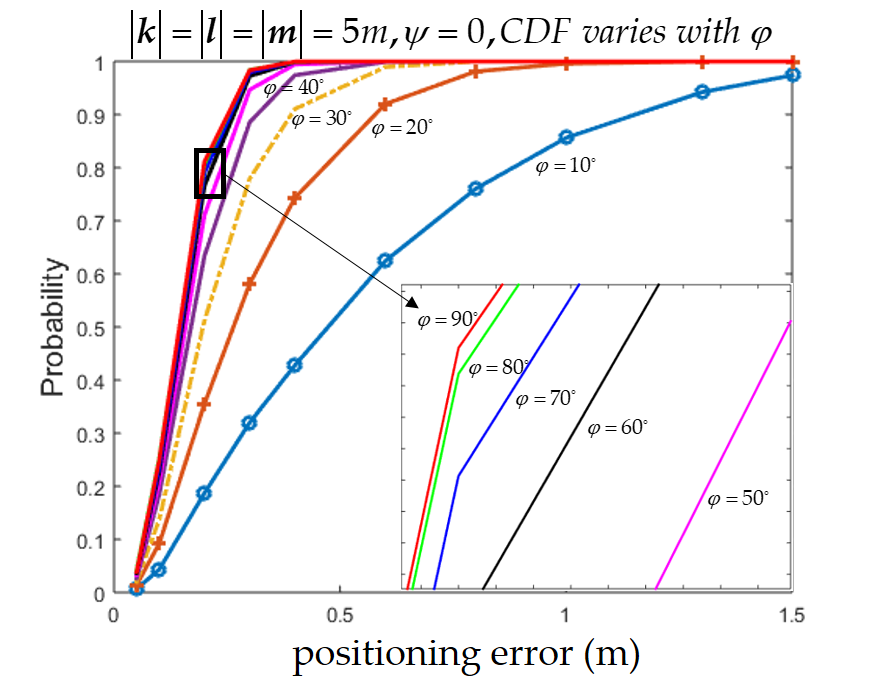 |k| = |l| = |m| = 5m, ψ = 0, CDF varies with φ
1
0.9
0.8
0.7
0.6
0.5
0.4
0.3
0.2
0.1
0
Probability
φ = 40°
φ = 30°
φ = 20°
φ = 10°
φ = 90°
φ = 80°
φ = 70°
φ = 60°
φ = 50°
0
0.5
1
1.5
positioning error (m)